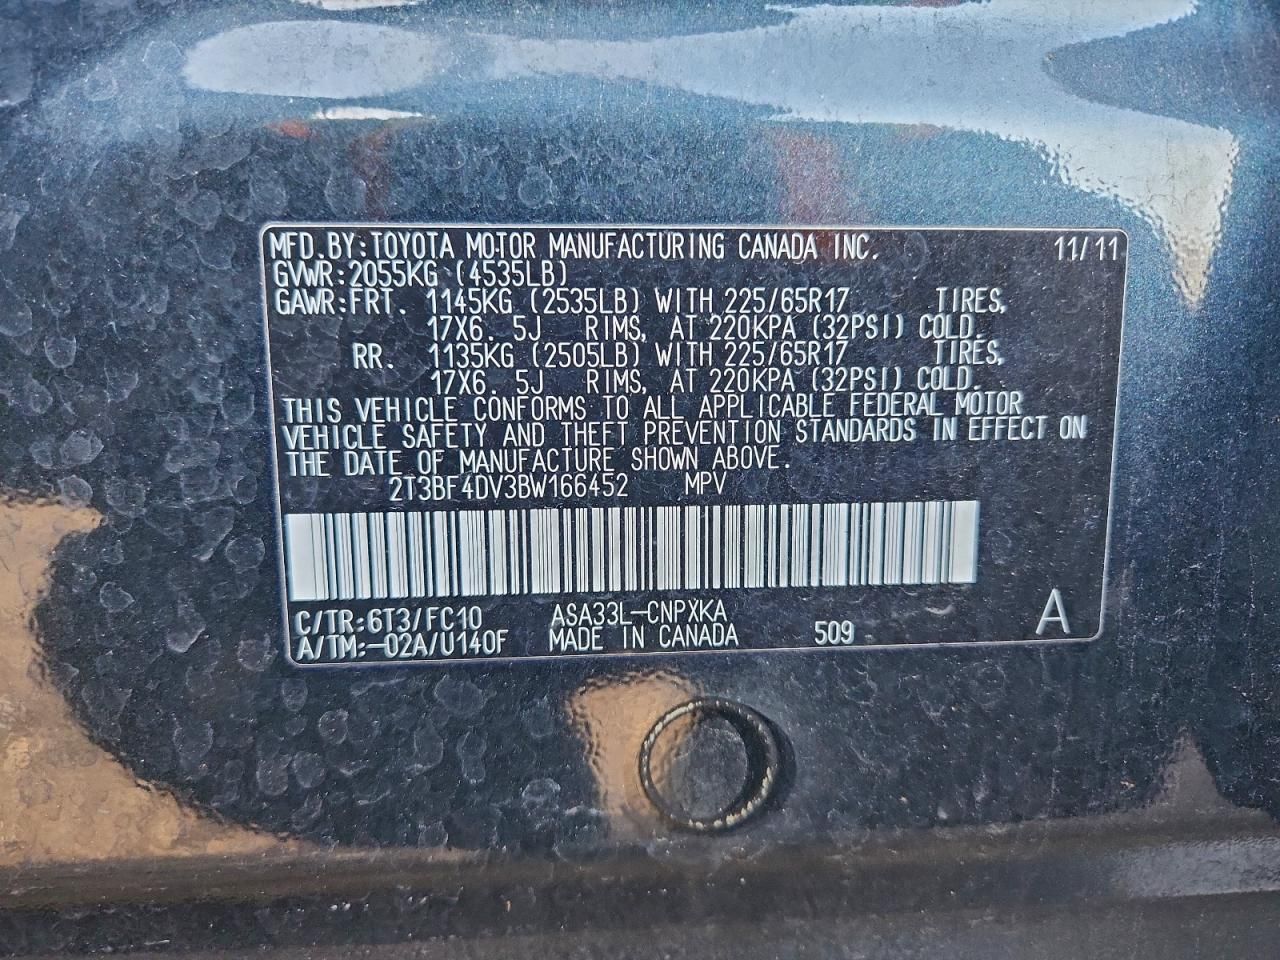 MFD.BY:TOYOTA MOTOR MANUFACTURING CANADA INC. 11/11
GVWR:2055KG (4535LB)
GAWR:FRT. 1145KG (2535LB) WITH 225/65R17 TIRES,
17X6. 5J RIMS, AT 220KPA (32PSI) COLD.
RR. 1135KG (2505LB) WITH 225/65R17 TIRES,
17X6. 5J RIMS, AT 220KPA (32PSI) COLD.
THIS VEHICLE CONFORMS TO ALL APPLICABLE FEDERAL MOTOR
VEHICLE SAFETY AND THEFT PREVENTION STANDARDS IN EFFECT ON
THE DATE OF MANUFACTURE SHOWN ABOVE.
2T3BF4DV3BW166452 MPV
C/TR:6T3/FC10 ASA33L-CNPXKA
A/TM:-02A/U140F MADE IN CANADA 509 A